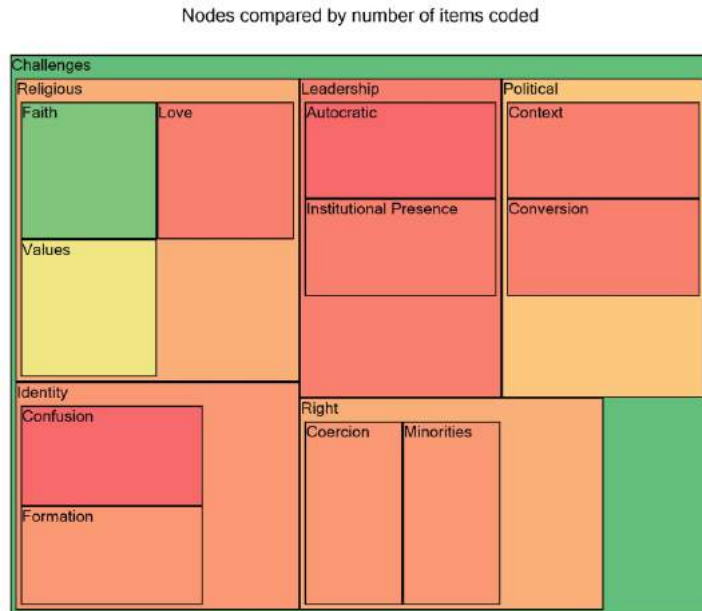 Nodes compared by number of items coded
Challenges
Religious
Faith
Love
Values
Leadership
Autocratic
Institutional Presence
Political
Context
Conversion
Identity
Confusion
Formation
Right
Coercion
Minorities